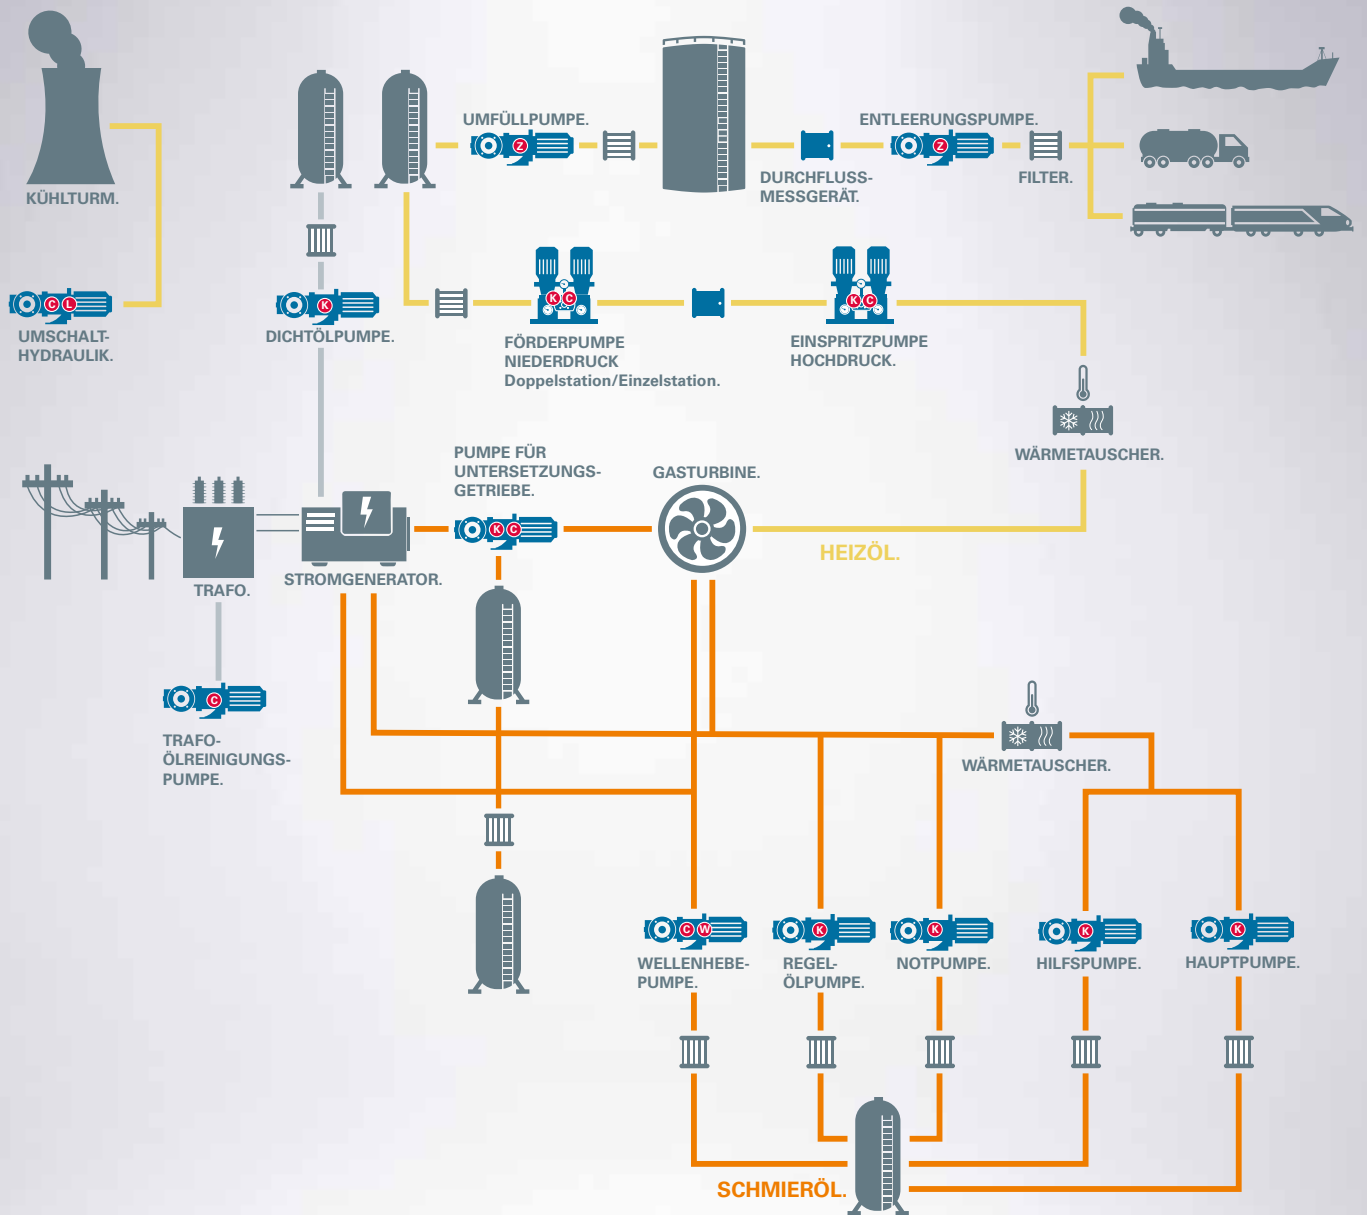 UMFÜLLPUMPE.
ENTLEERUNGSPUMPE.
KÜHLTURM.
DURCHFLUSS-
MESSGERÄT.
FILTER.
Z
Z
C L
UMSCHALT-
HYDRAULIK.
K
DICHTÖLPUMPE.
K C
FÖRDERPUMPE
NIEDERDRUCK
Doppelstation/Einzelstation.
K C
EINSPRITZPUMPE
HOCHDRUCK.
WÄRMETAUSCHER.
PUMPE FÜR
UNTERSETZUNGS-
GETRIEBE.
K C
GASTURBINE.
HEIZÖL.
TRAFO.
STROMGENERATOR.
C
TRAFO-
ÖLREINIGUNGS-
PUMPE.
WÄRMETAUSCHER.
C W
WELLENHEBE-
PUMPE.
K
REGEL-
ÖLPUMPE.
K
NOTPUMPE.
K
HILFSPUMPE.
K
HAUPTPUMPE.
SCHMIERÖL.